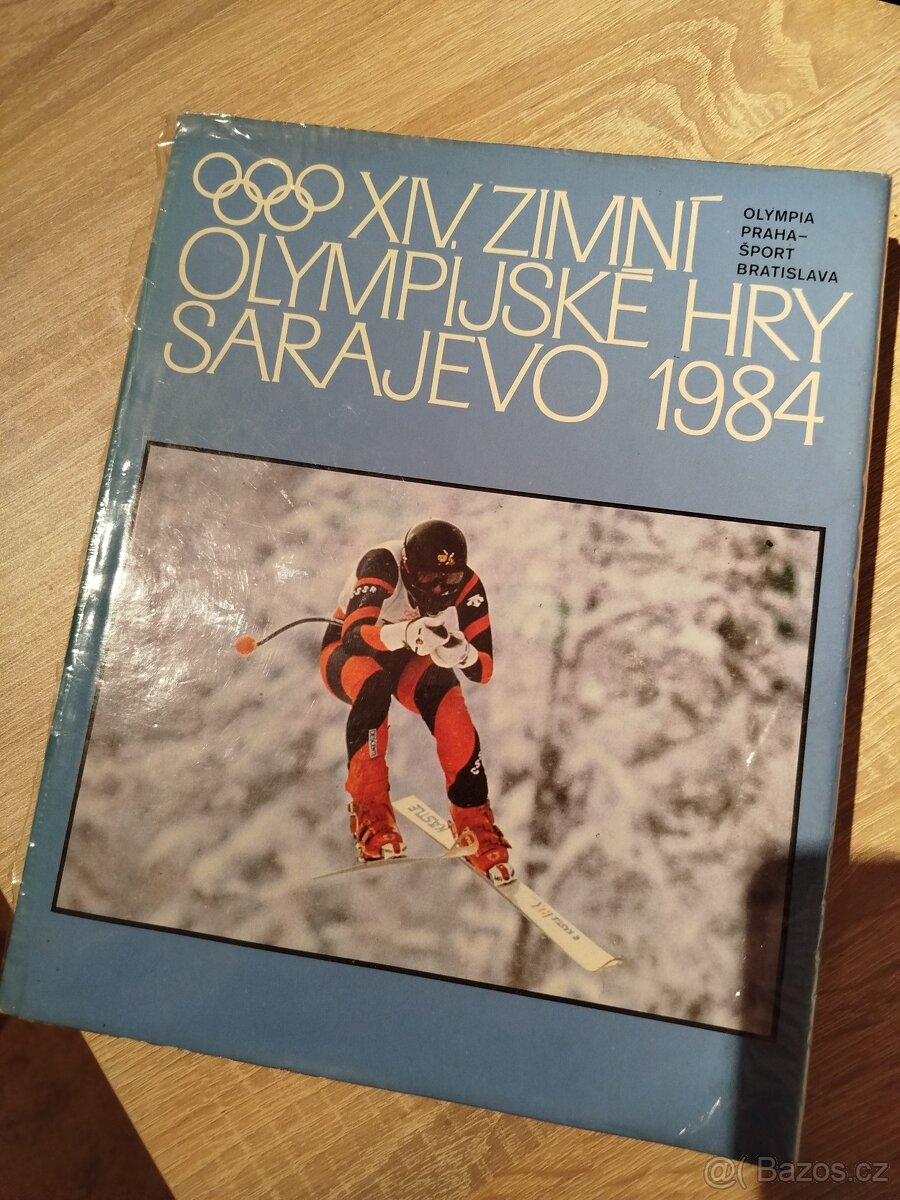 XIV. ZIMNÍ
OLYMPIJSKÉ HRY
SARAJEVO 1984
OLYMPIA
PRAHA–
ŠPORT
BRATISLAVA
KÄSTLE
@( Bazos.cz